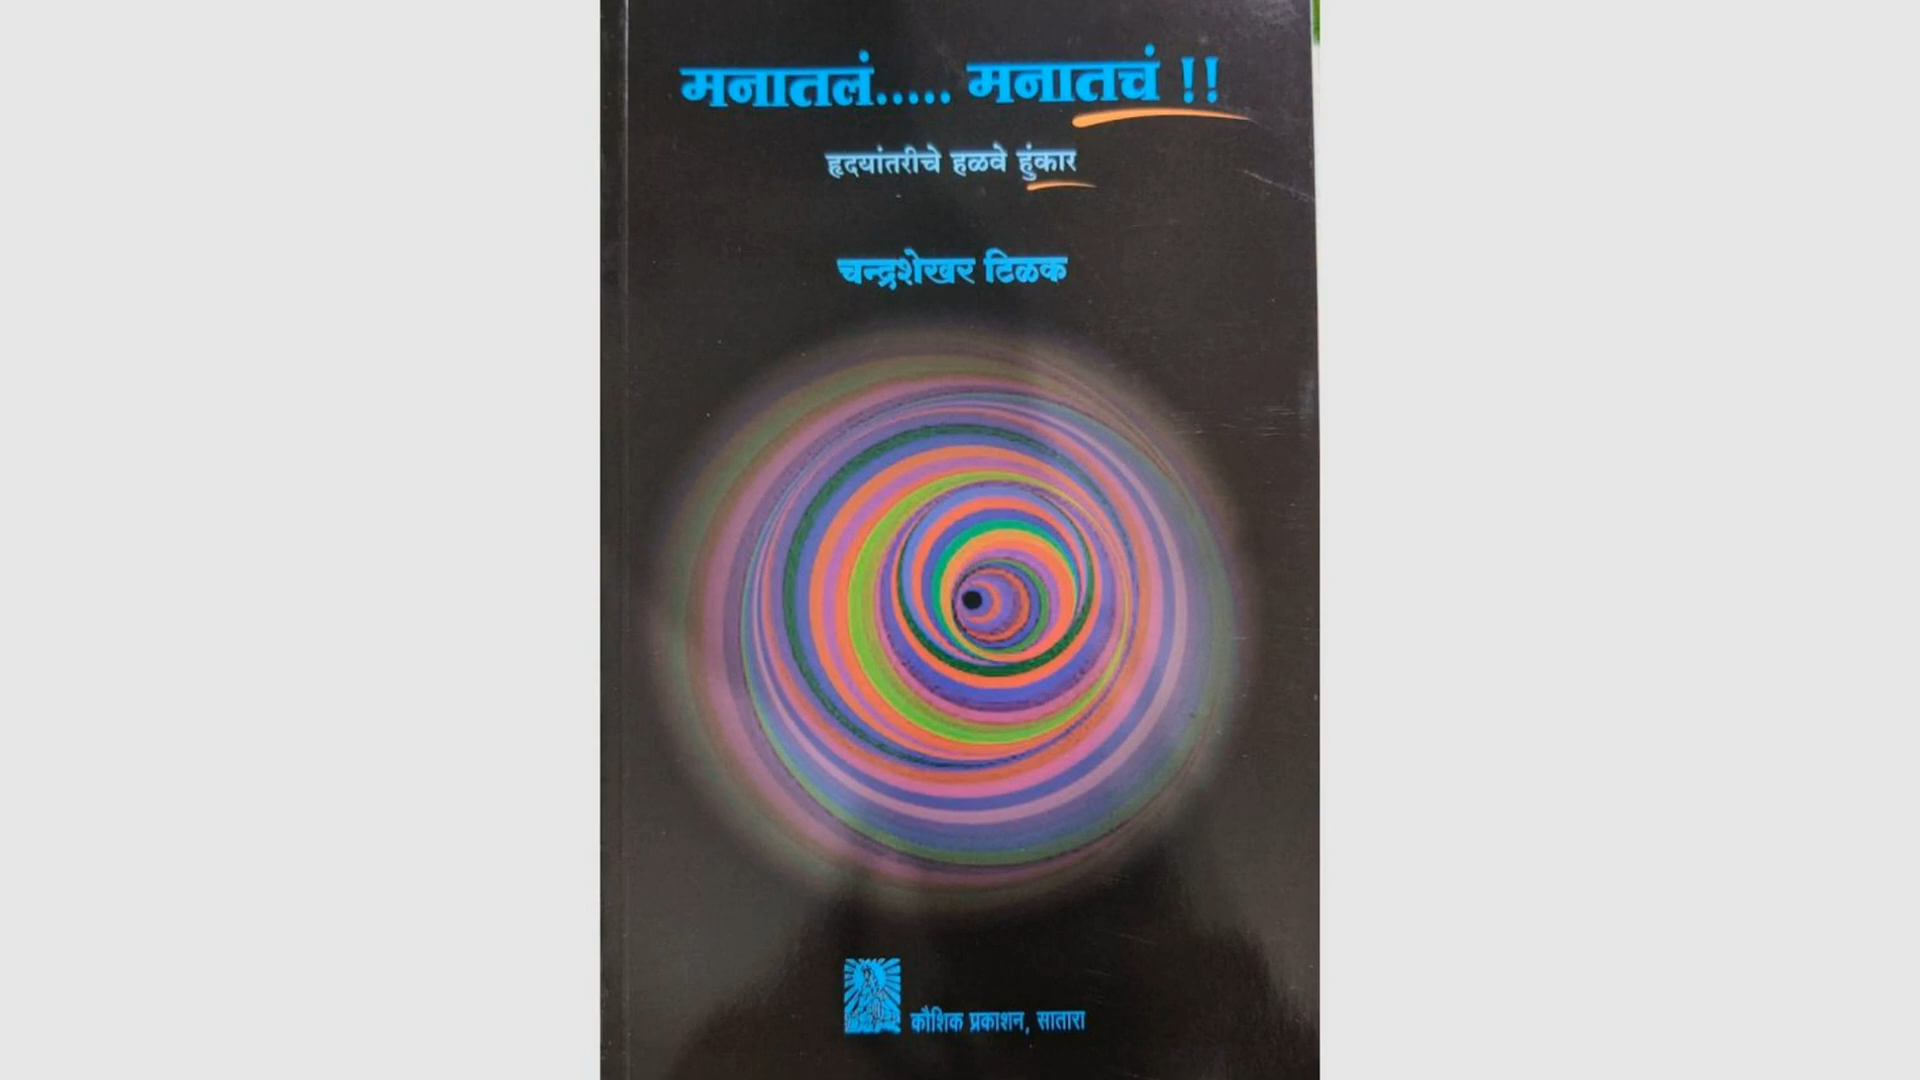 मनातलं..... मनातचं !!
हृदयांतरीचे हळवे हुंकार
चन्द्रशेखर टिळक
कौशिक प्रकाशन, सातारा